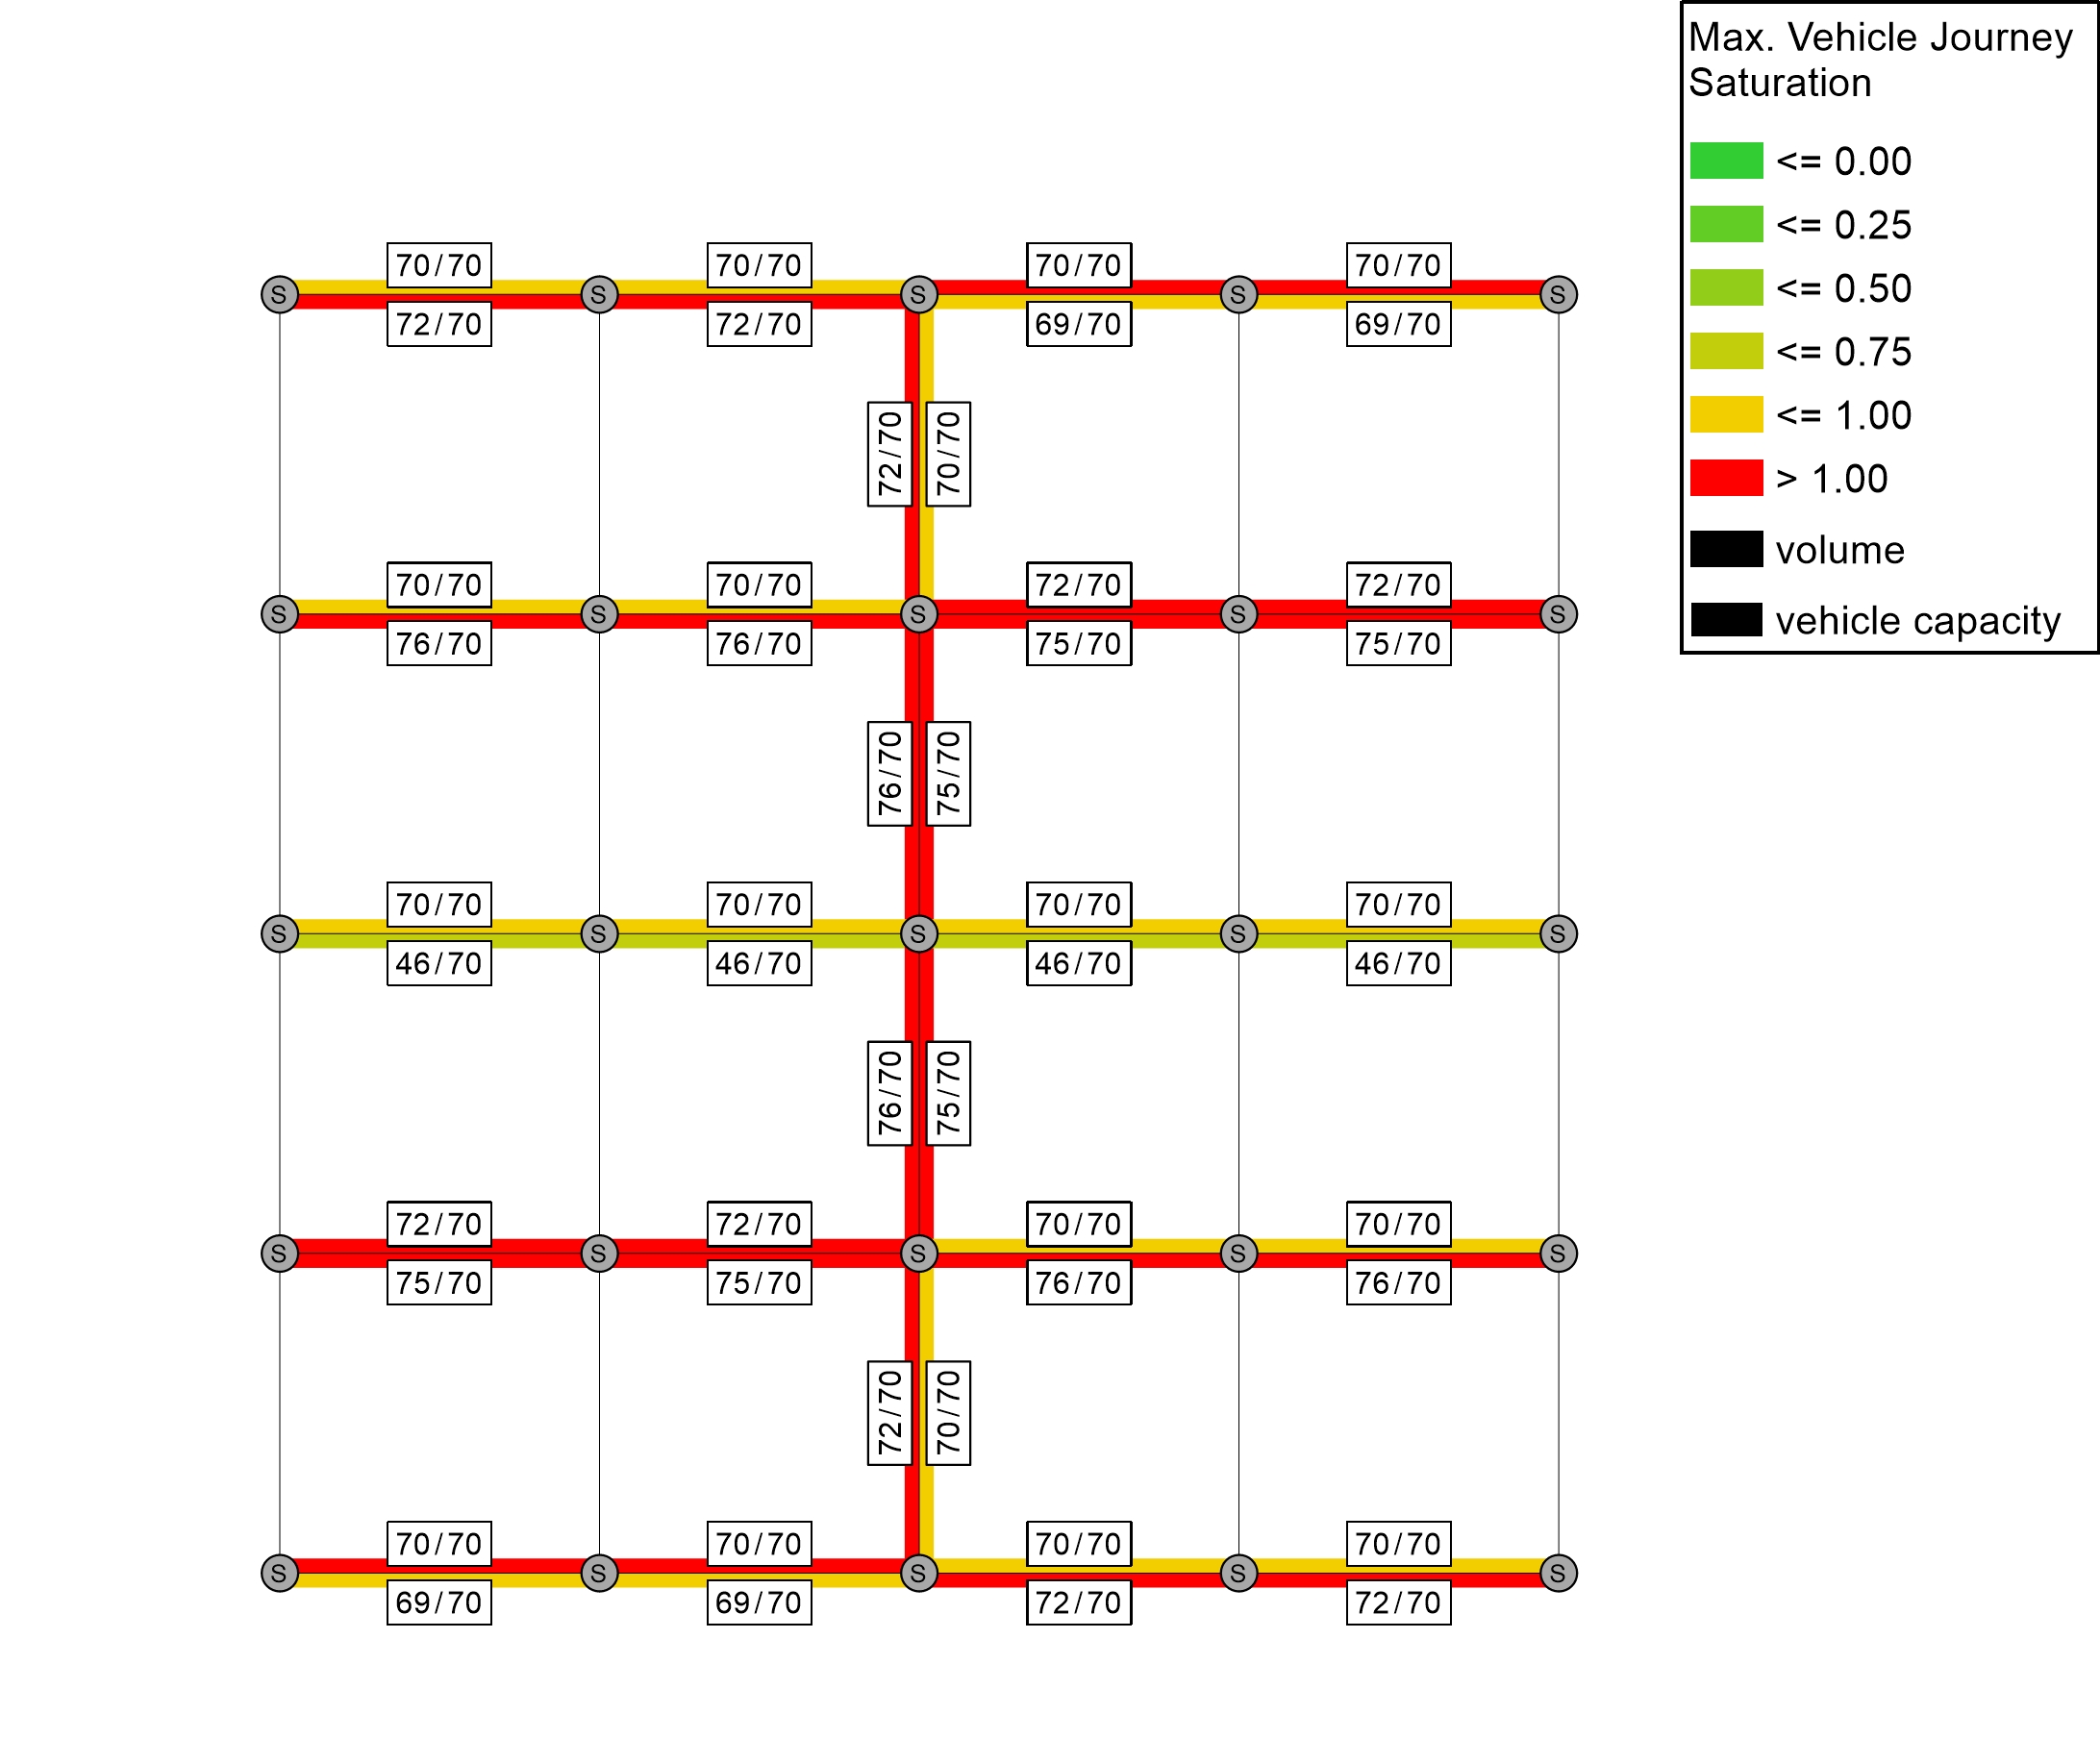 Max. Vehicle Journey
Saturation
<= 0.00
<= 0.25
<= 0.50
<= 0.75
<= 1.00
> 1.00
volume
vehicle capacity
70/70 70/70 70/70 70/70
S S S S S
72/70 72/70 69/70 69/70
72/70 70/70
70/70 70/70 72/70 72/70
S S S S S
76/70 76/70 75/70 75/70
76/70 75/70
70/70 70/70 70/70 70/70
S S S S S
46/70 46/70 46/70 46/70
76/70 75/70
72/70 72/70 70/70 70/70
S S S S S
75/70 75/70 76/70 76/70
72/70 70/70
70/70 70/70 70/70 70/70
S S S S S
69/70 69/70 72/70 72/70